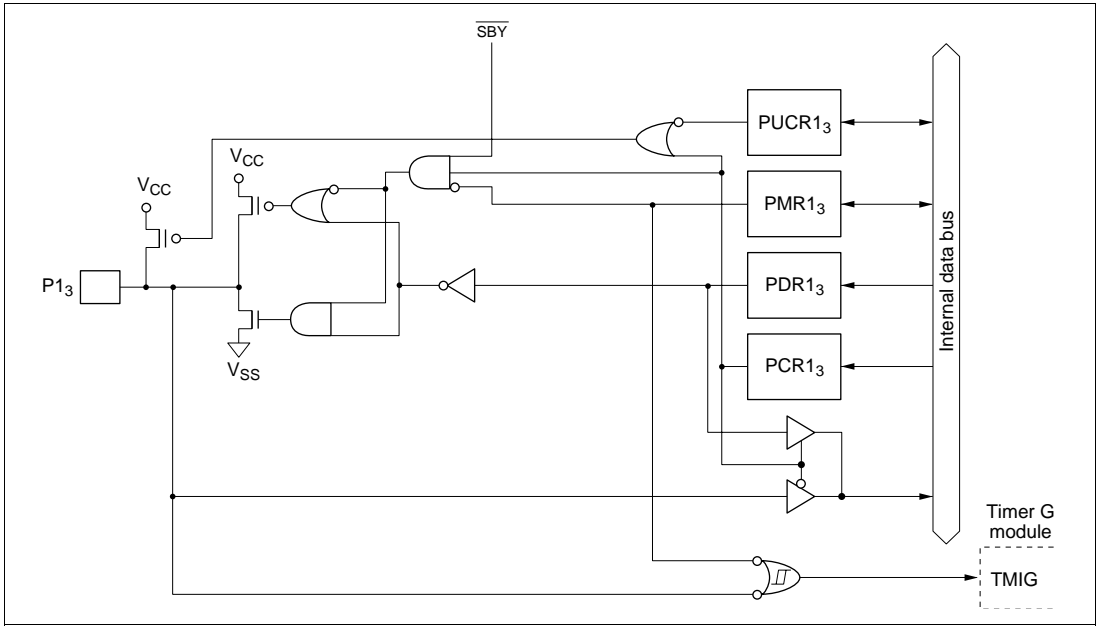 SBY
PUCR1₃
V_CC
PMR1₃
V_CC
P1₃
PDR1₃
Internal data bus
PCR1₃
V_SS
Timer G
module
TMIG